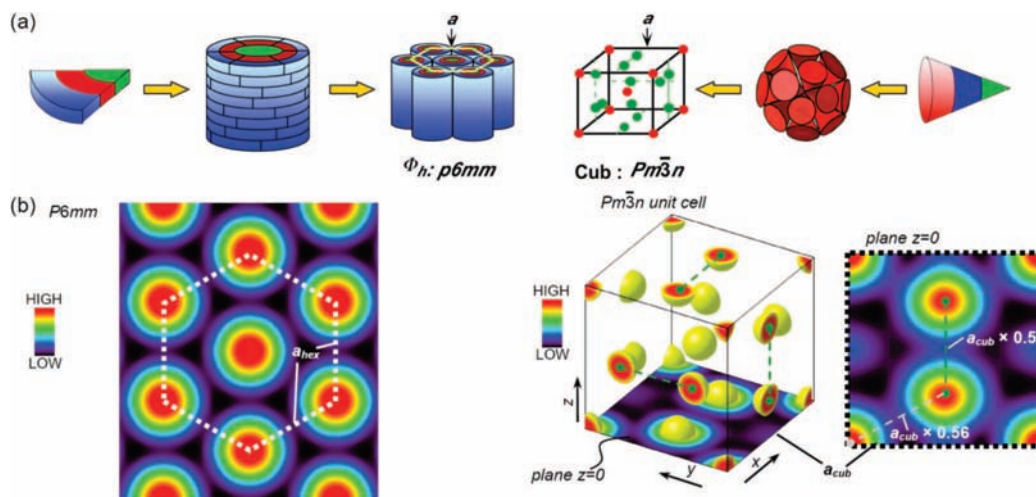 (a)
a
a
Φh: p6mm
Cub : Pm3̄n
(b)
P6mm
HIGH
LOW
ahex
Pm3̄n unit cell
HIGH
LOW
z
plane z=0
y
x
acub
plane z=0
acub × 0.5
acub × 0.56